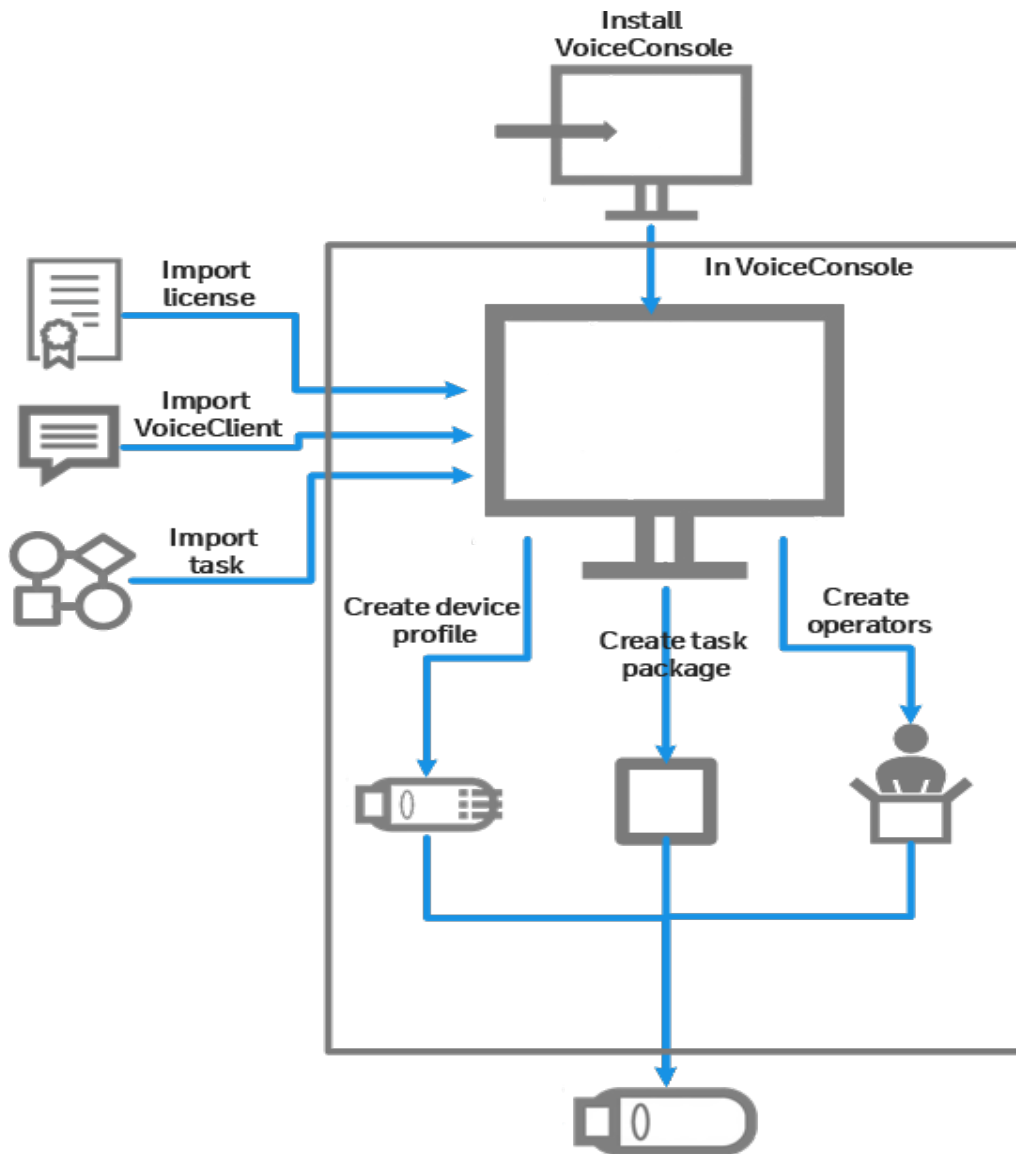 Install
VoiceConsole
In VoiceConsole
Import
license
Import
VoiceClient
Import
task
Create device
profile
Create task
package
Create
operators